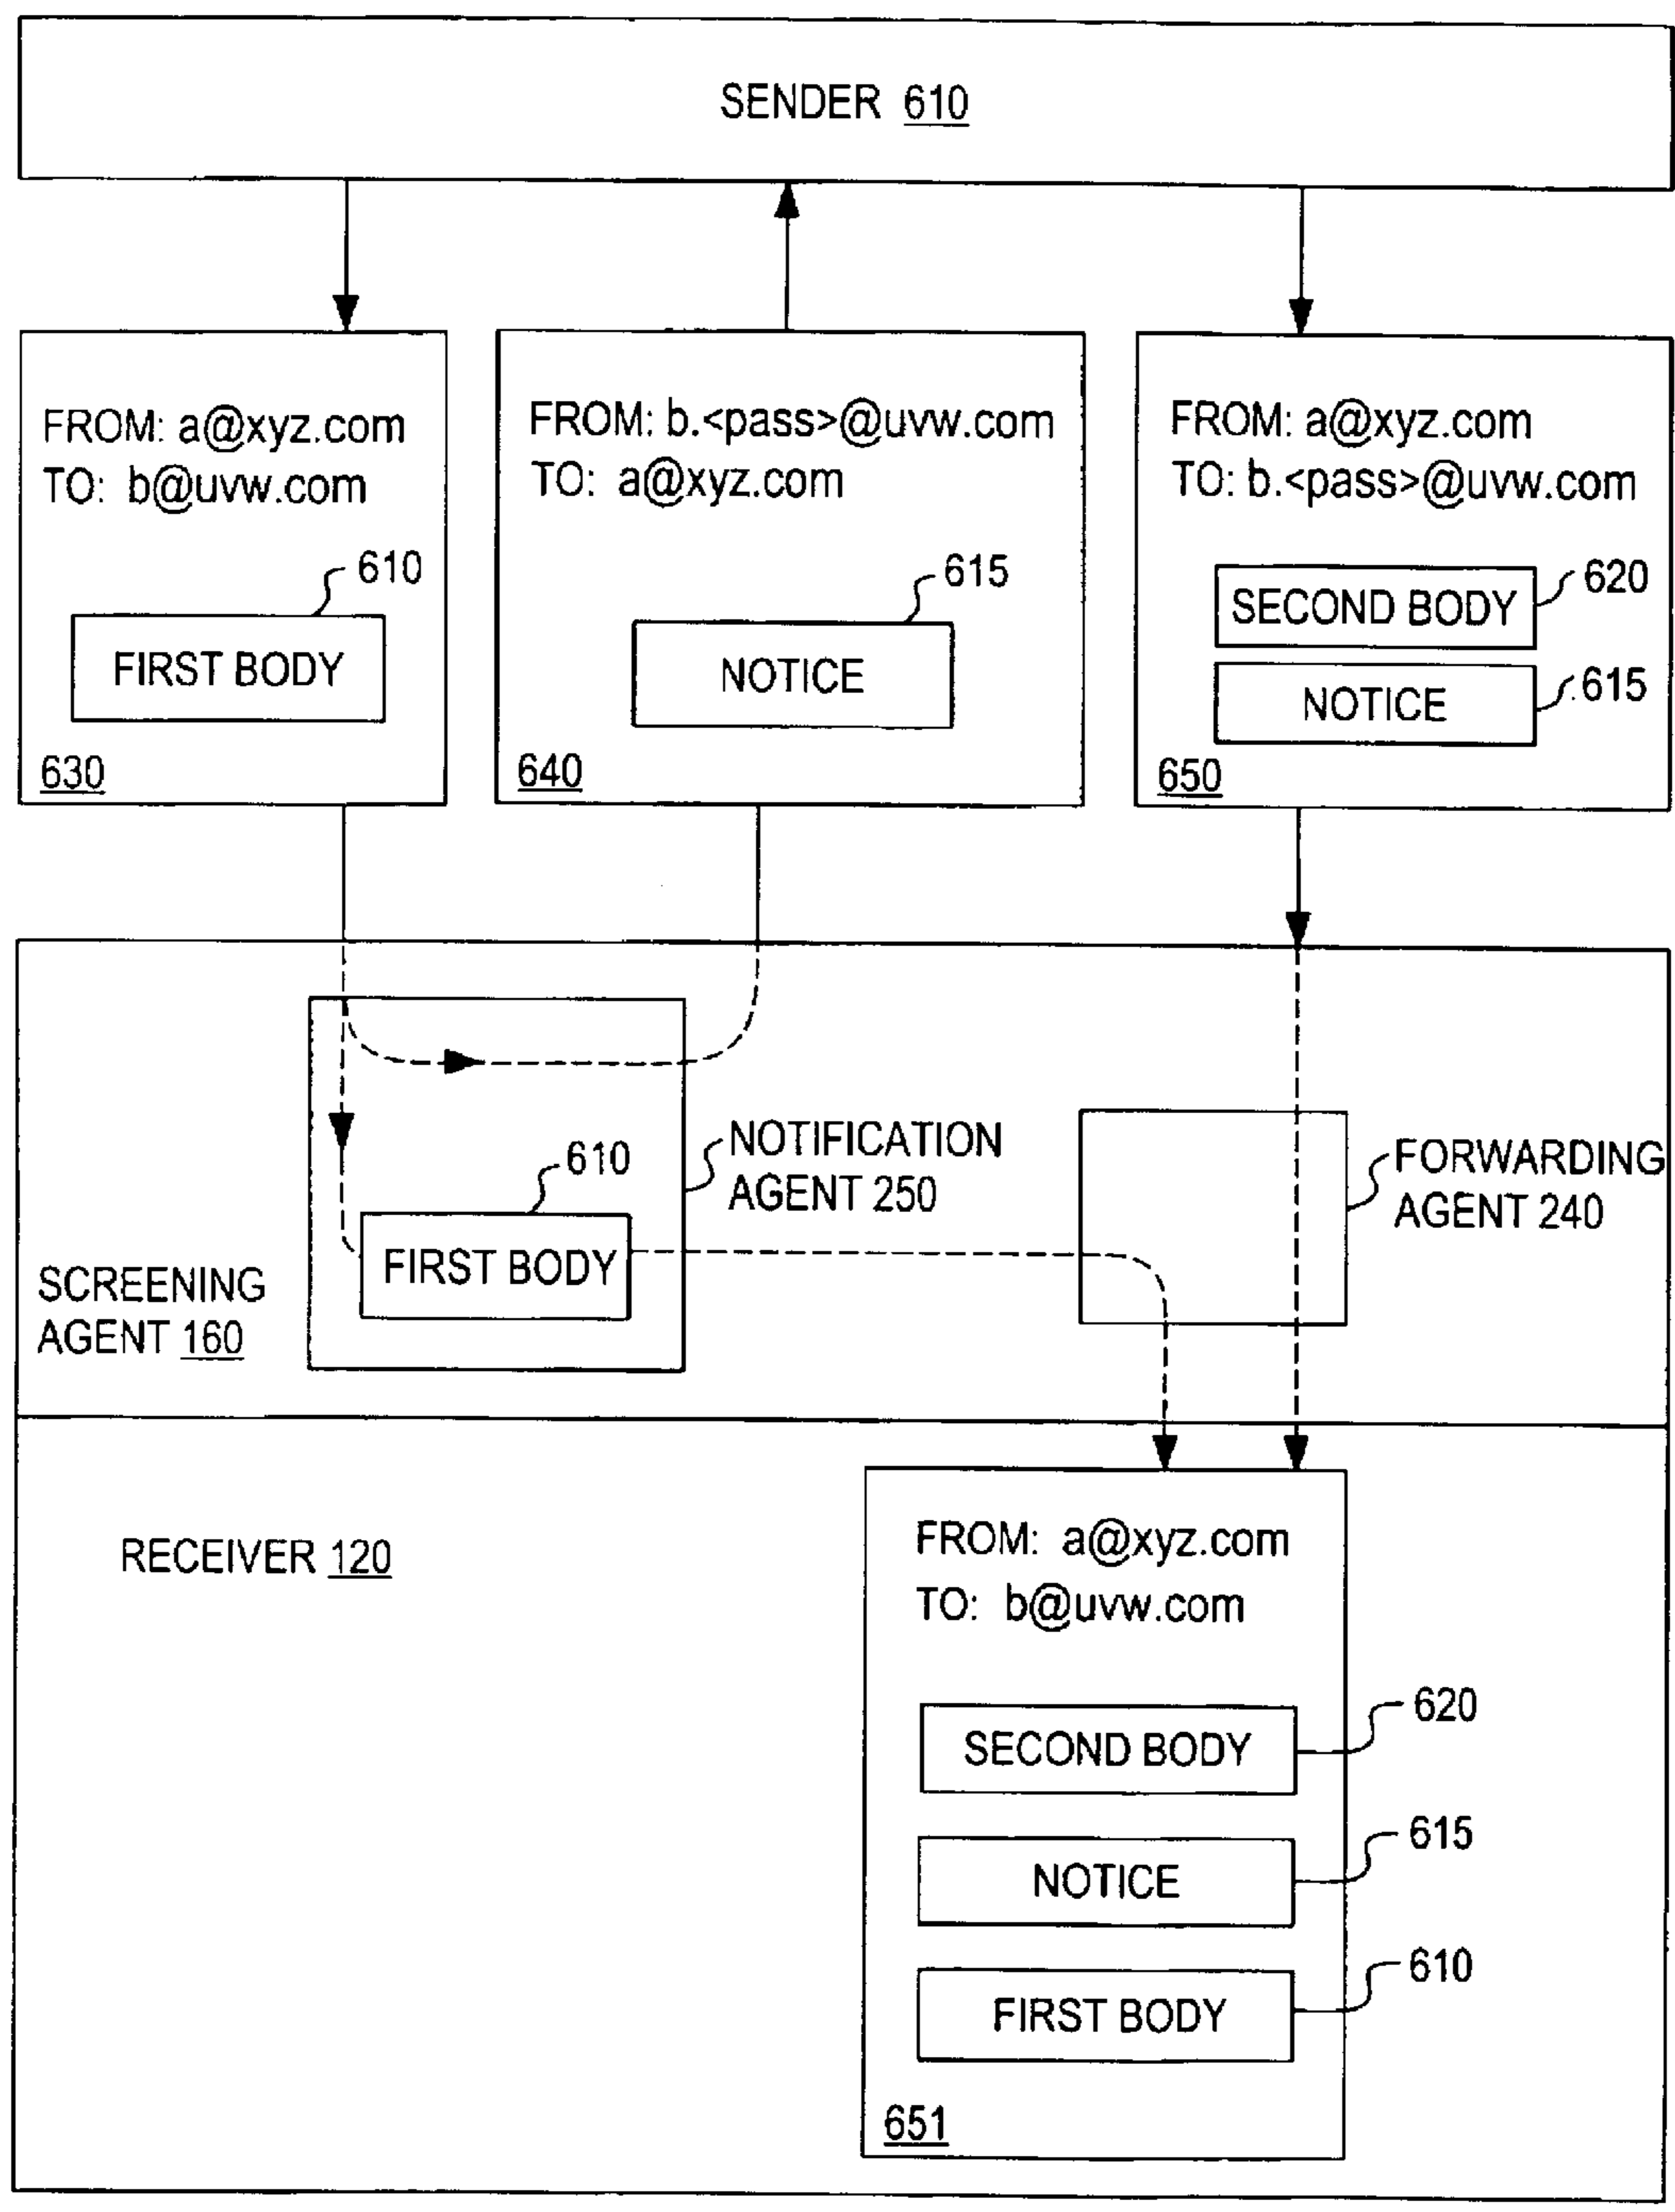 SENDER 610
FROM: a@xyz.com
TO: b@uvw.com
610
FIRST BODY
630
FROM: b.<pass>@uvw.com
TO: a@xyz.com
615
NOTICE
640
FROM: a@xyz.com
TO: b.<pass>@uvw.com
620
SECOND BODY
615
NOTICE
650
NOTIFICATION
AGENT 250
610
FIRST BODY
FORWARDING
AGENT 240
SCREENING
AGENT 160
RECEIVER 120
FROM: a@xyz.com
TO: b@uvw.com
620
SECOND BODY
615
NOTICE
610
FIRST BODY
651